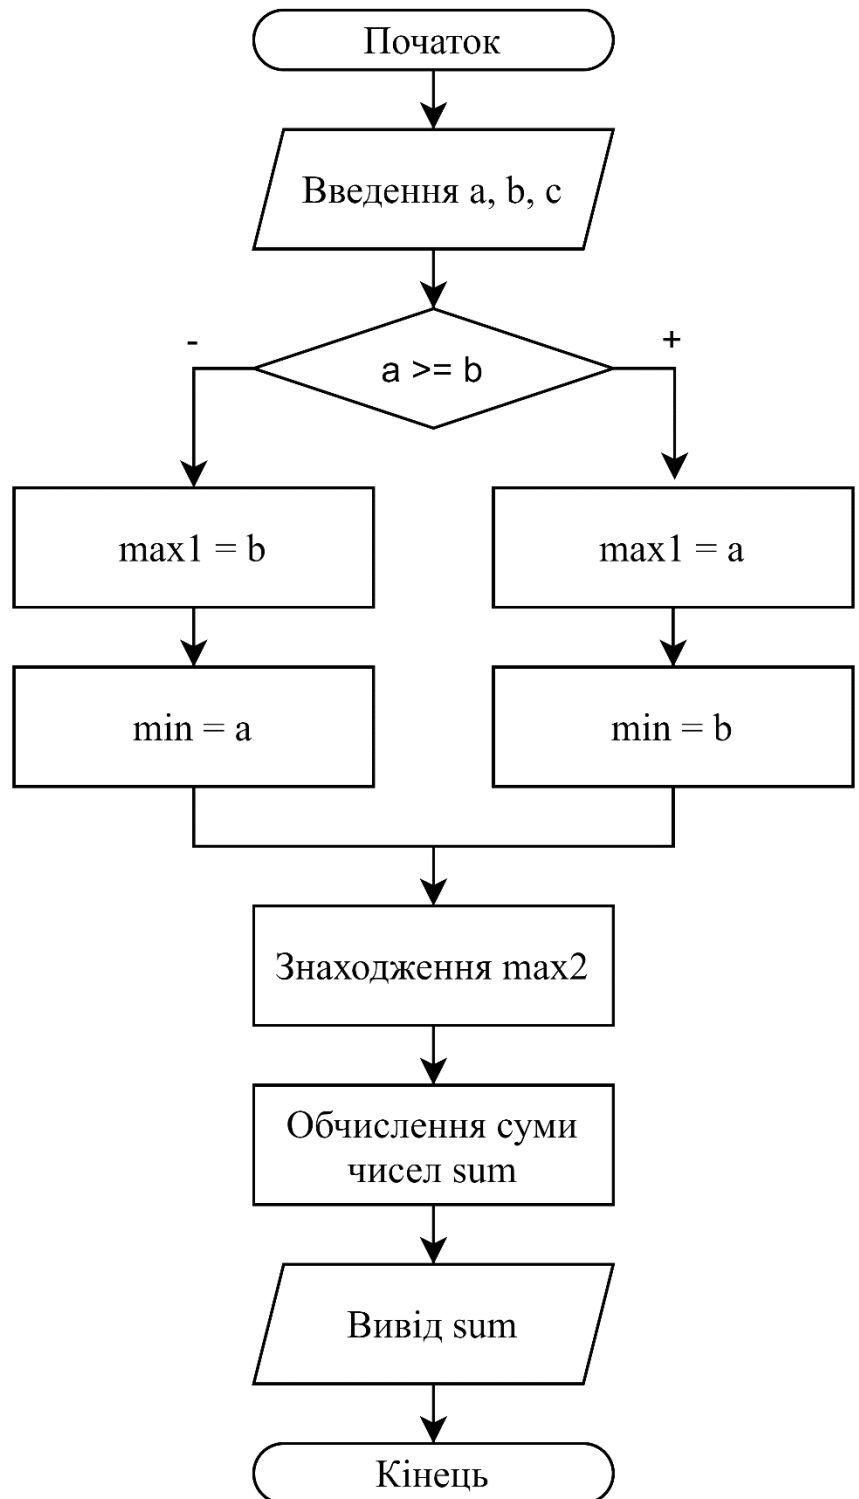 Початок
Введення a, b, c
-
+
a >= b
max1 = b
max1 = a
min = a
min = b
Знаходження max2
Обчислення суми
чисел sum
Вивід sum
Кінець